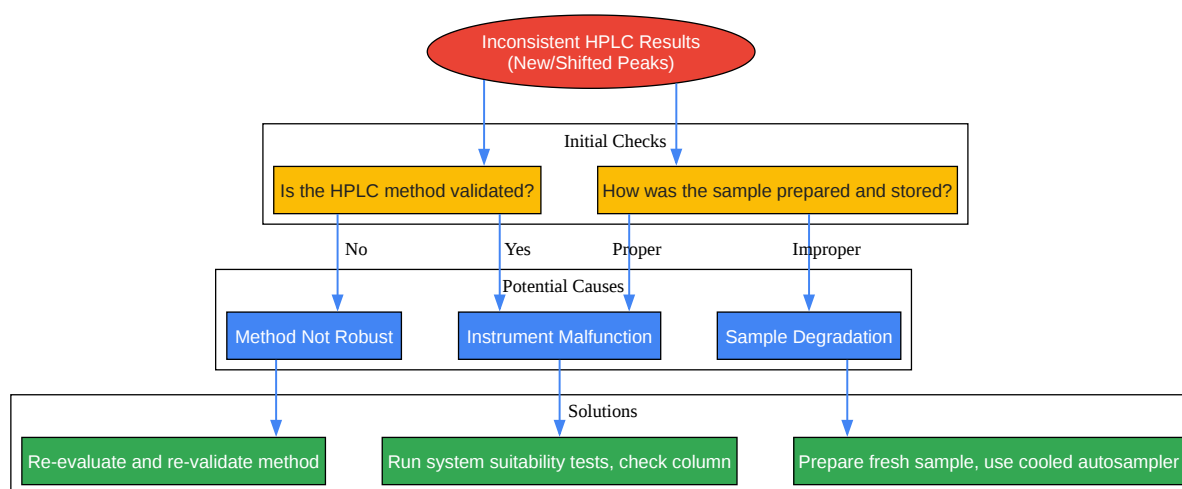 Inconsistent HPLC Results
(New/Shifted Peaks)
Initial Checks
Is the HPLC method validated?
How was the sample prepared and stored?
No
Yes
Proper
Improper
Potential Causes
Method Not Robust
Instrument Malfunction
Sample Degradation
Solutions
Re-evaluate and re-validate method
Run system suitability tests, check column
Prepare fresh sample, use cooled autosampler